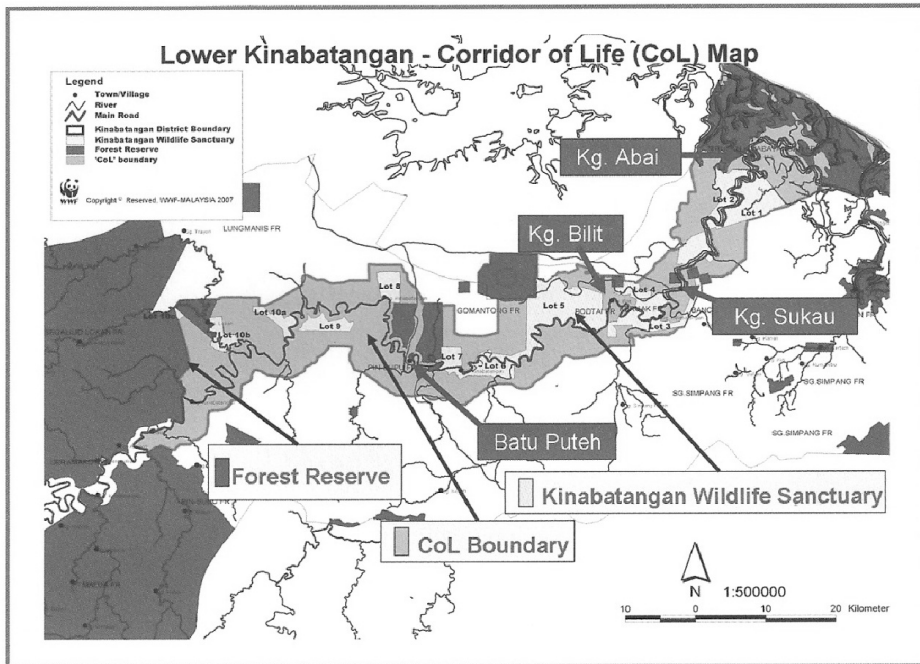 Lower Kinabatangan - Corridor of Life (CoL) Map
Legend
Town/Village
River
Main Road
Kinabatangan District Boundary
Kinabatangan Wildlife Sanctuary
Forest Reserve
'CoL' boundary
WWF
Copyright © Reserved, WWF-MALAYSIA 2007
Kg. Abai
LUNGMANIS FR
Lot 2
Lot 1
Kg. Bilit
Lot 8
GOMANTONG FR
Lot 4
Lot 5
Lot 10a
Lot 9
Lot 3
Kg. Sukau
Lot 10b
Lot 7
Lot 6
SG.SIMPANG FR
SG.SIMPANG FR
SG.SIMPANG FR
Batu Puteh
Forest Reserve
Kinabatangan Wildlife Sanctuary
CoL Boundary
N 1:500000
10 0 10 20 Kilometer